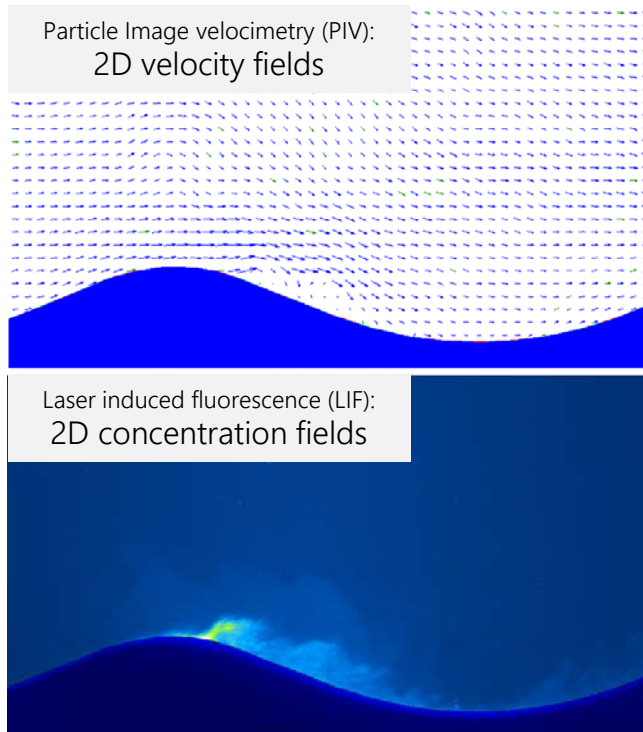 Particle Image velocimetry (PIV):
2D velocity fields
Laser induced fluorescence (LIF):
2D concentration fields